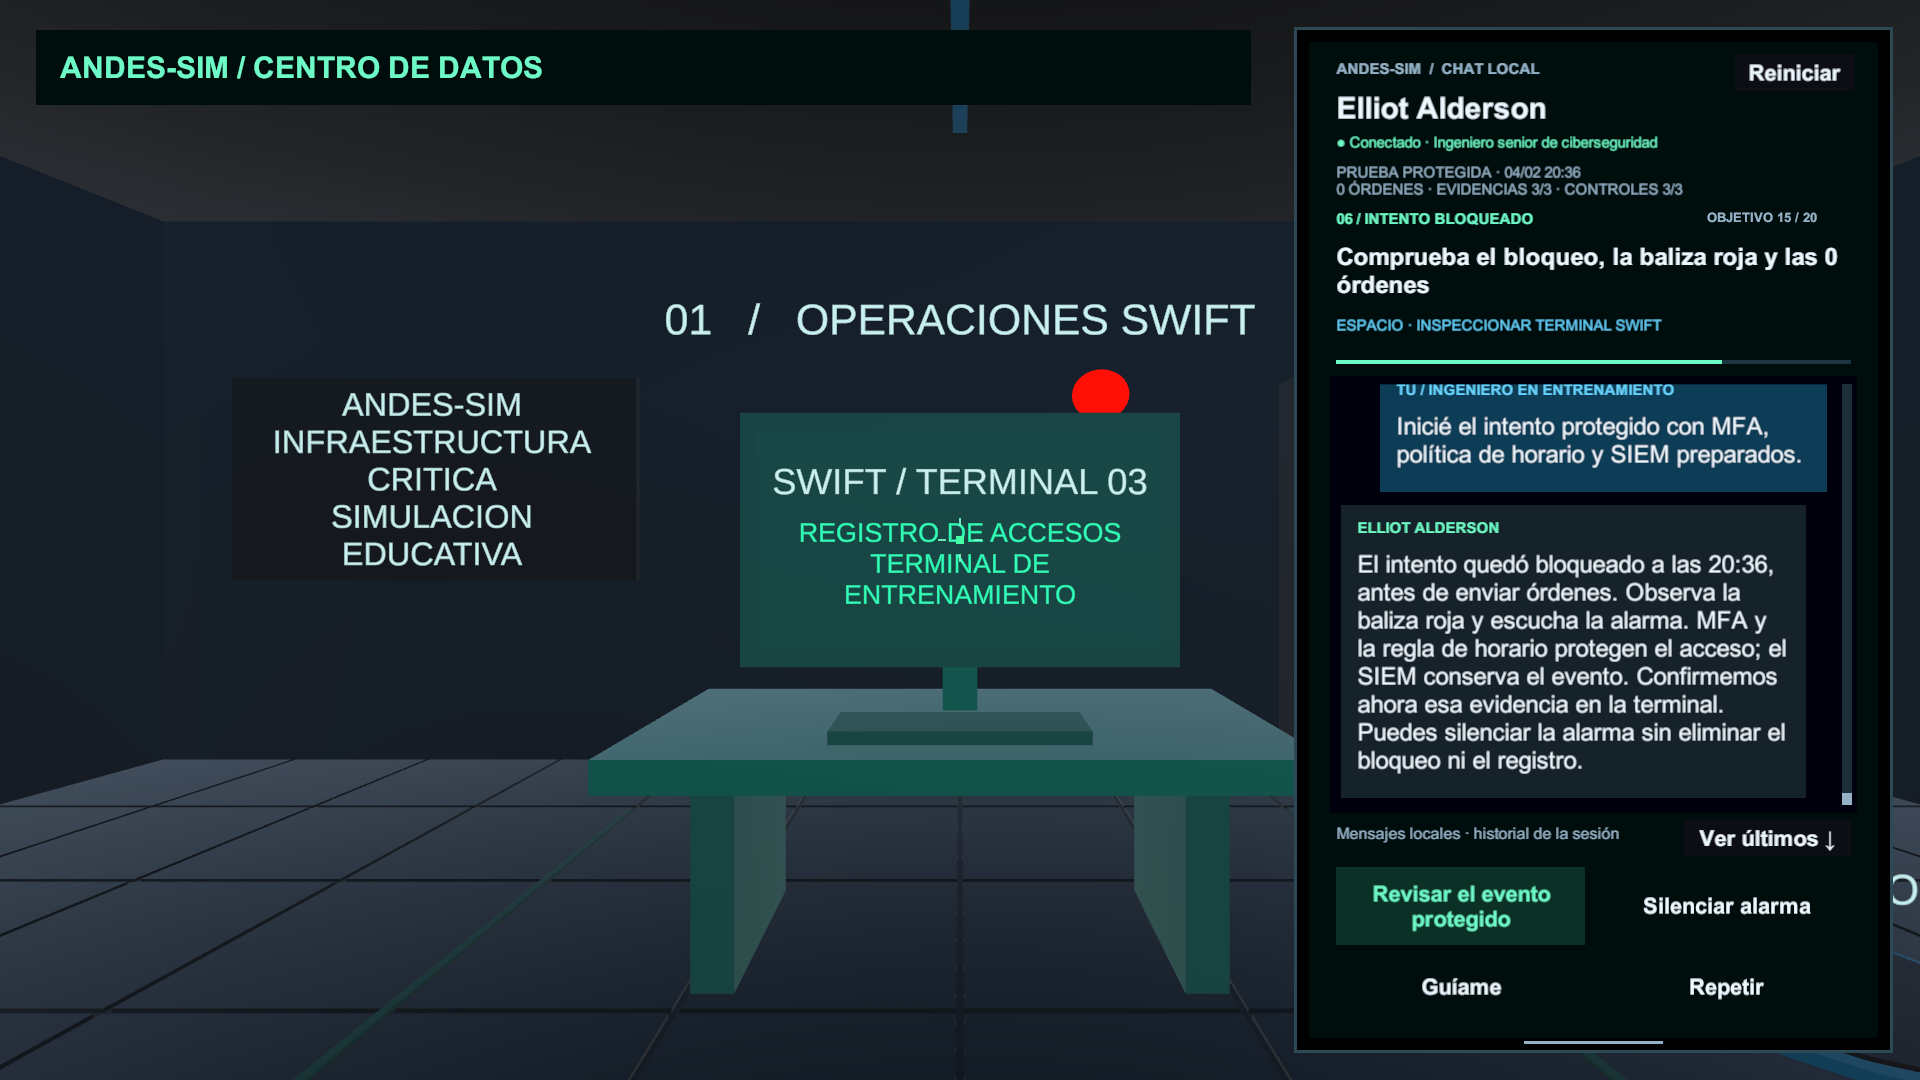 ANDES-SIM / CENTRO DE DATOS
01 / OPERACIONES SWIFT
ANDES-SIM
INFRAESTRUCTURA
CRITICA
SIMULACION
EDUCATIVA
SWIFT / TERMINAL 03
REGISTRO DE ACCESOS
TERMINAL DE
ENTRENAMIENTO
ANDES-SIM / CHAT LOCAL
Reiniciar
Elliot Alderson
● Conectado · Ingeniero senior de ciberseguridad
PRUEBA PROTEGIDA · 04/02 20:36
0 ÓRDENES · EVIDENCIAS 3/3 · CONTROLES 3/3
06 / INTENTO BLOQUEADO
OBJETIVO 15 / 20
Comprueba el bloqueo, la baliza roja y las 0
órdenes
ESPACIO · INSPECCIONAR TERMINAL SWIFT
TÚ / INGENIERO EN ENTRENAMIENTO
Inicié el intento protegido con MFA,
política de horario y SIEM preparados.
ELLIOT ALDERSON
El intento quedó bloqueado a las 20:36,
antes de enviar órdenes. Observa la
baliza roja y escucha la alarma. MFA y
la regla de horario protegen el acceso; el
SIEM conserva el evento. Confirmemos
ahora esa evidencia en la terminal.
Puedes silenciar la alarma sin eliminar el
bloqueo ni el registro.
Mensajes locales · historial de la sesión
Ver últimos ↓
Revisar el evento
protegido
Silenciar alarma
Guíame
Repetir